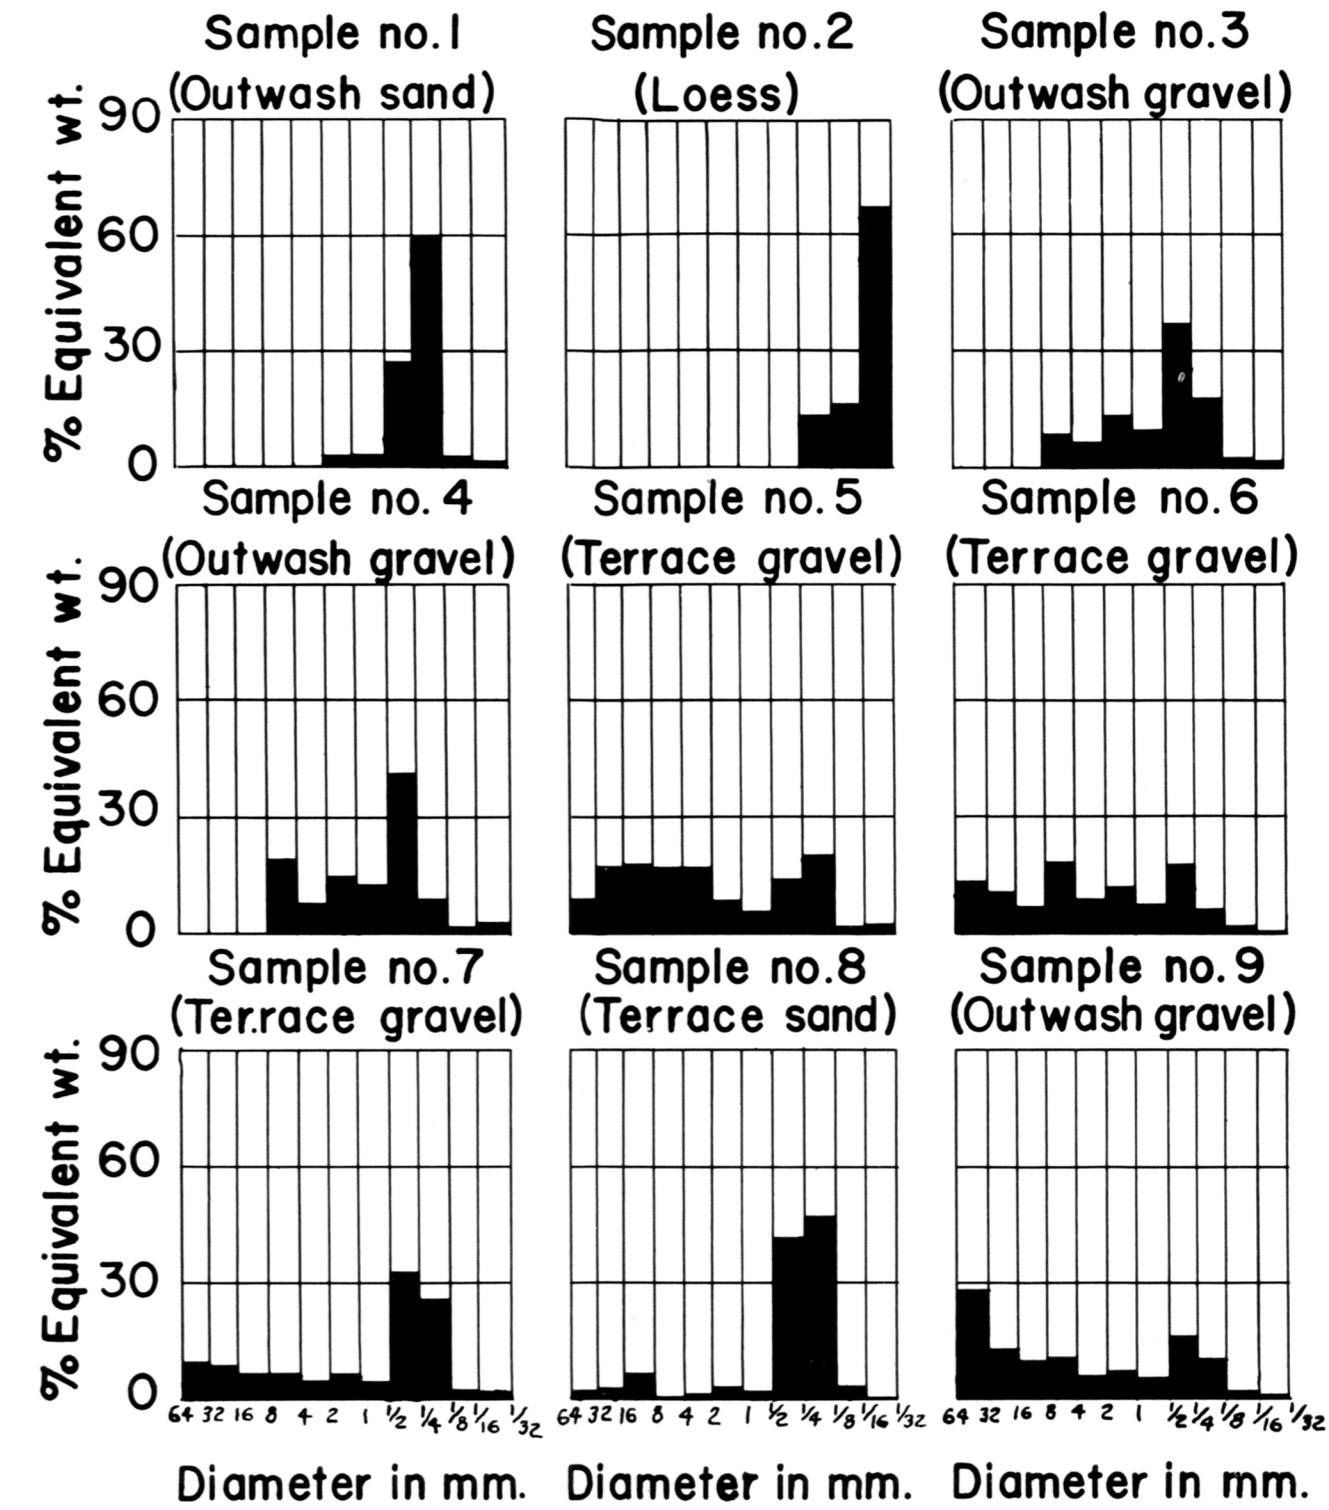 Sample no.1 Sample no.2 Sample no.3
(Outwash sand) (Loess) (Outwash gravel)
% Equivalent wt.
90
60
30
0
Sample no.4 Sample no.5 Sample no.6
(Outwash gravel) (Terrace gravel) (Terrace gravel)
% Equivalent wt.
90
60
30
0
Sample no.7 Sample no.8 Sample no.9
(Ter.race gravel) (Terrace sand) (Outwash gravel)
% Equivalent wt.
90
60
30
0
64 32 16 8 4 2 1 1/2 1/4 1/8 1/16 1/32 64 32 16 8 4 2 1 1/2 1/4 1/8 1/16 1/32 64 32 16 8 4 2 1 1/2 1/4 1/8 1/16 1/32
Diameter in mm. Diameter in mm. Diameter in mm.